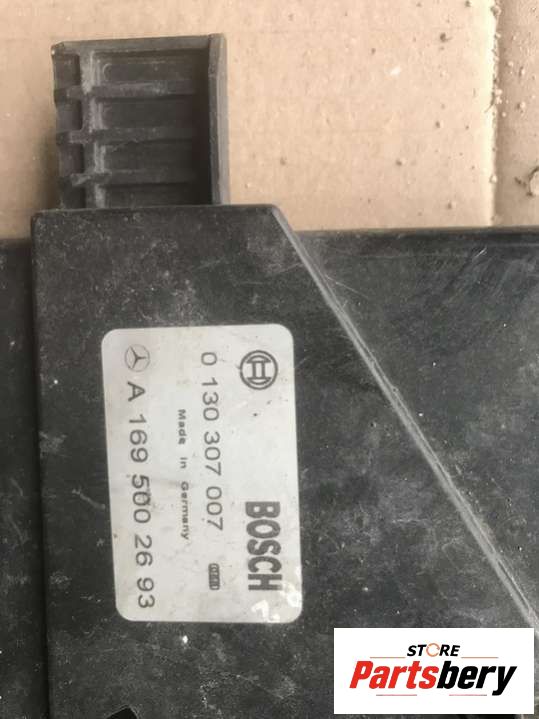 BOSCH
0 130 307 007
Made in Germany
A 169 500 26 93
STORE
Partsbery